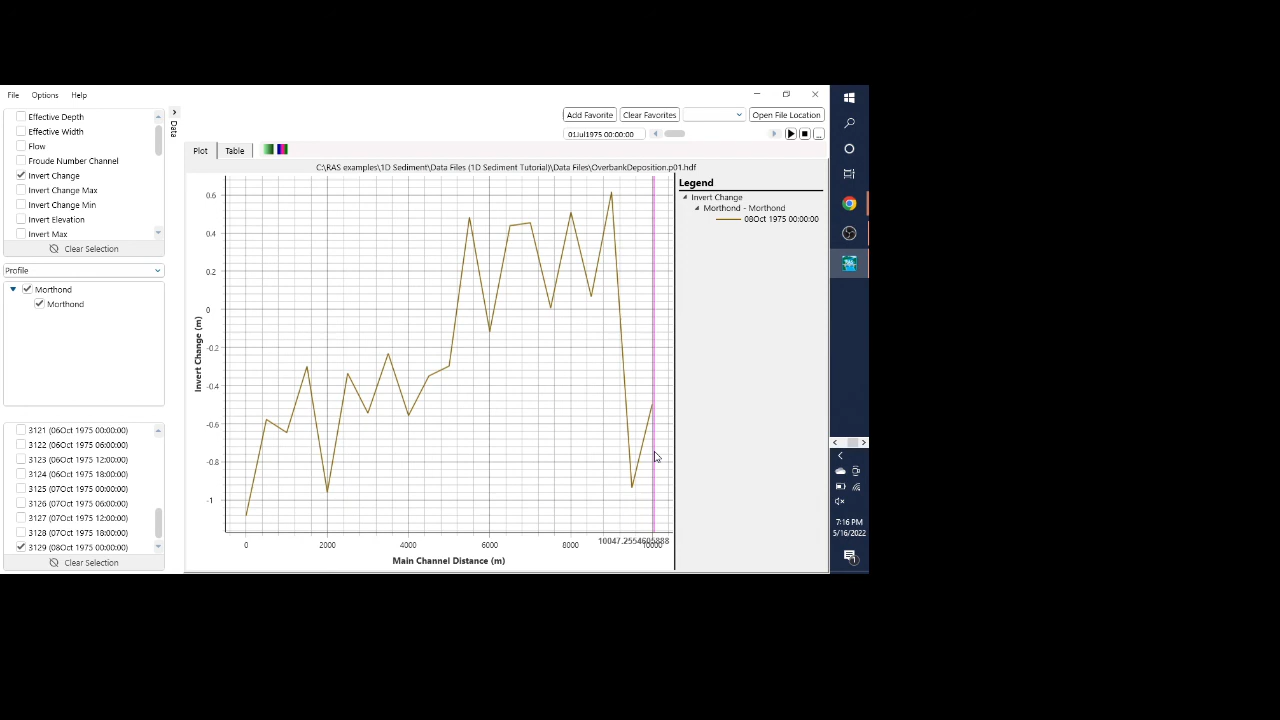 File Options Help
Effective Depth
Effective Width
Flow
Froude Number Channel
Invert Change
Invert Change Max
Invert Change Min
Invert Elevation
Invert Max
Clear Selection
Profile
Morthond
Morthond
3121 (06Oct 1975 00:00:00)
3122 (06Oct 1975 06:00:00)
3123 (06Oct 1975 12:00:00)
3124 (06Oct 1975 18:00:00)
3125 (07Oct 1975 00:00:00)
3126 (07Oct 1975 06:00:00)
3127 (07Oct 1975 12:00:00)
3128 (07Oct 1975 18:00:00)
3129 (08Oct 1975 00:00:00)
Clear Selection
Data
Add Favorite Clear Favorites Open File Location
01Jul1975 00:00:00 ...
Plot Table
C:\RAS examples\1D Sediment\Data Files (1D Sediment Tutorial)\Data Files\OverbankDeposition.p01.hdf
Invert Change (m)
0.6
0.4
0.2
0
-0.2
-0.4
-0.6
-0.8
-1
10047.2554605888
0 2000 4000 6000 8000 10000
Main Channel Distance (m)
Legend
Invert Change
Morthond - Morthond
08Oct 1975 00:00:00
7:16 PM
5/16/2022
1